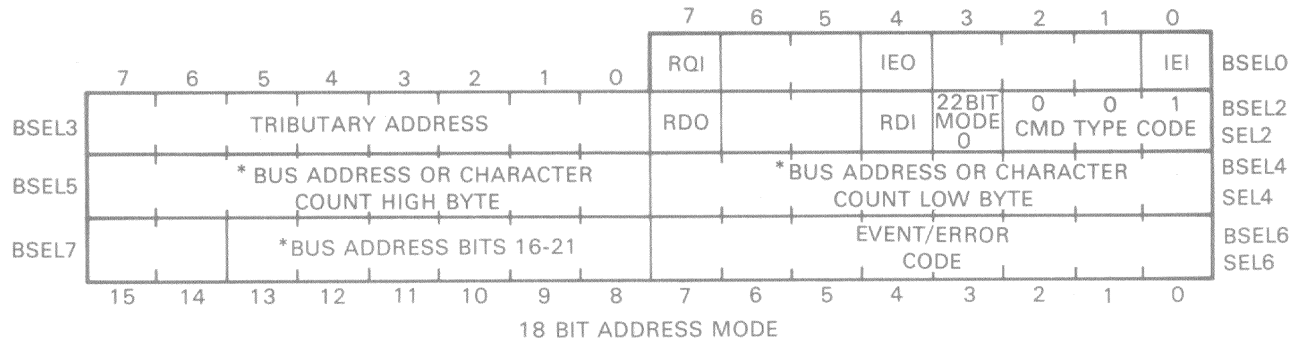 7 6 5 4 3 2 1 0
RQI IEO IEI BSEL0
7 6 5 4 3 2 1 0
BSEL3 TRIBUTARY ADDRESS RDO RDI 22BIT MODE 0 0 0 1 CMD TYPE CODE BSEL2 SEL2
BSEL5 *BUS ADDRESS OR CHARACTER COUNT HIGH BYTE *BUS ADDRESS OR CHARACTER COUNT LOW BYTE BSEL4 SEL4
BSEL7 *BUS ADDRESS BITS 16-21 EVENT/ERROR CODE BSEL6 SEL6
15 14 13 12 11 10 9 8 7 6 5 4 3 2 1 0
18 BIT ADDRESS MODE